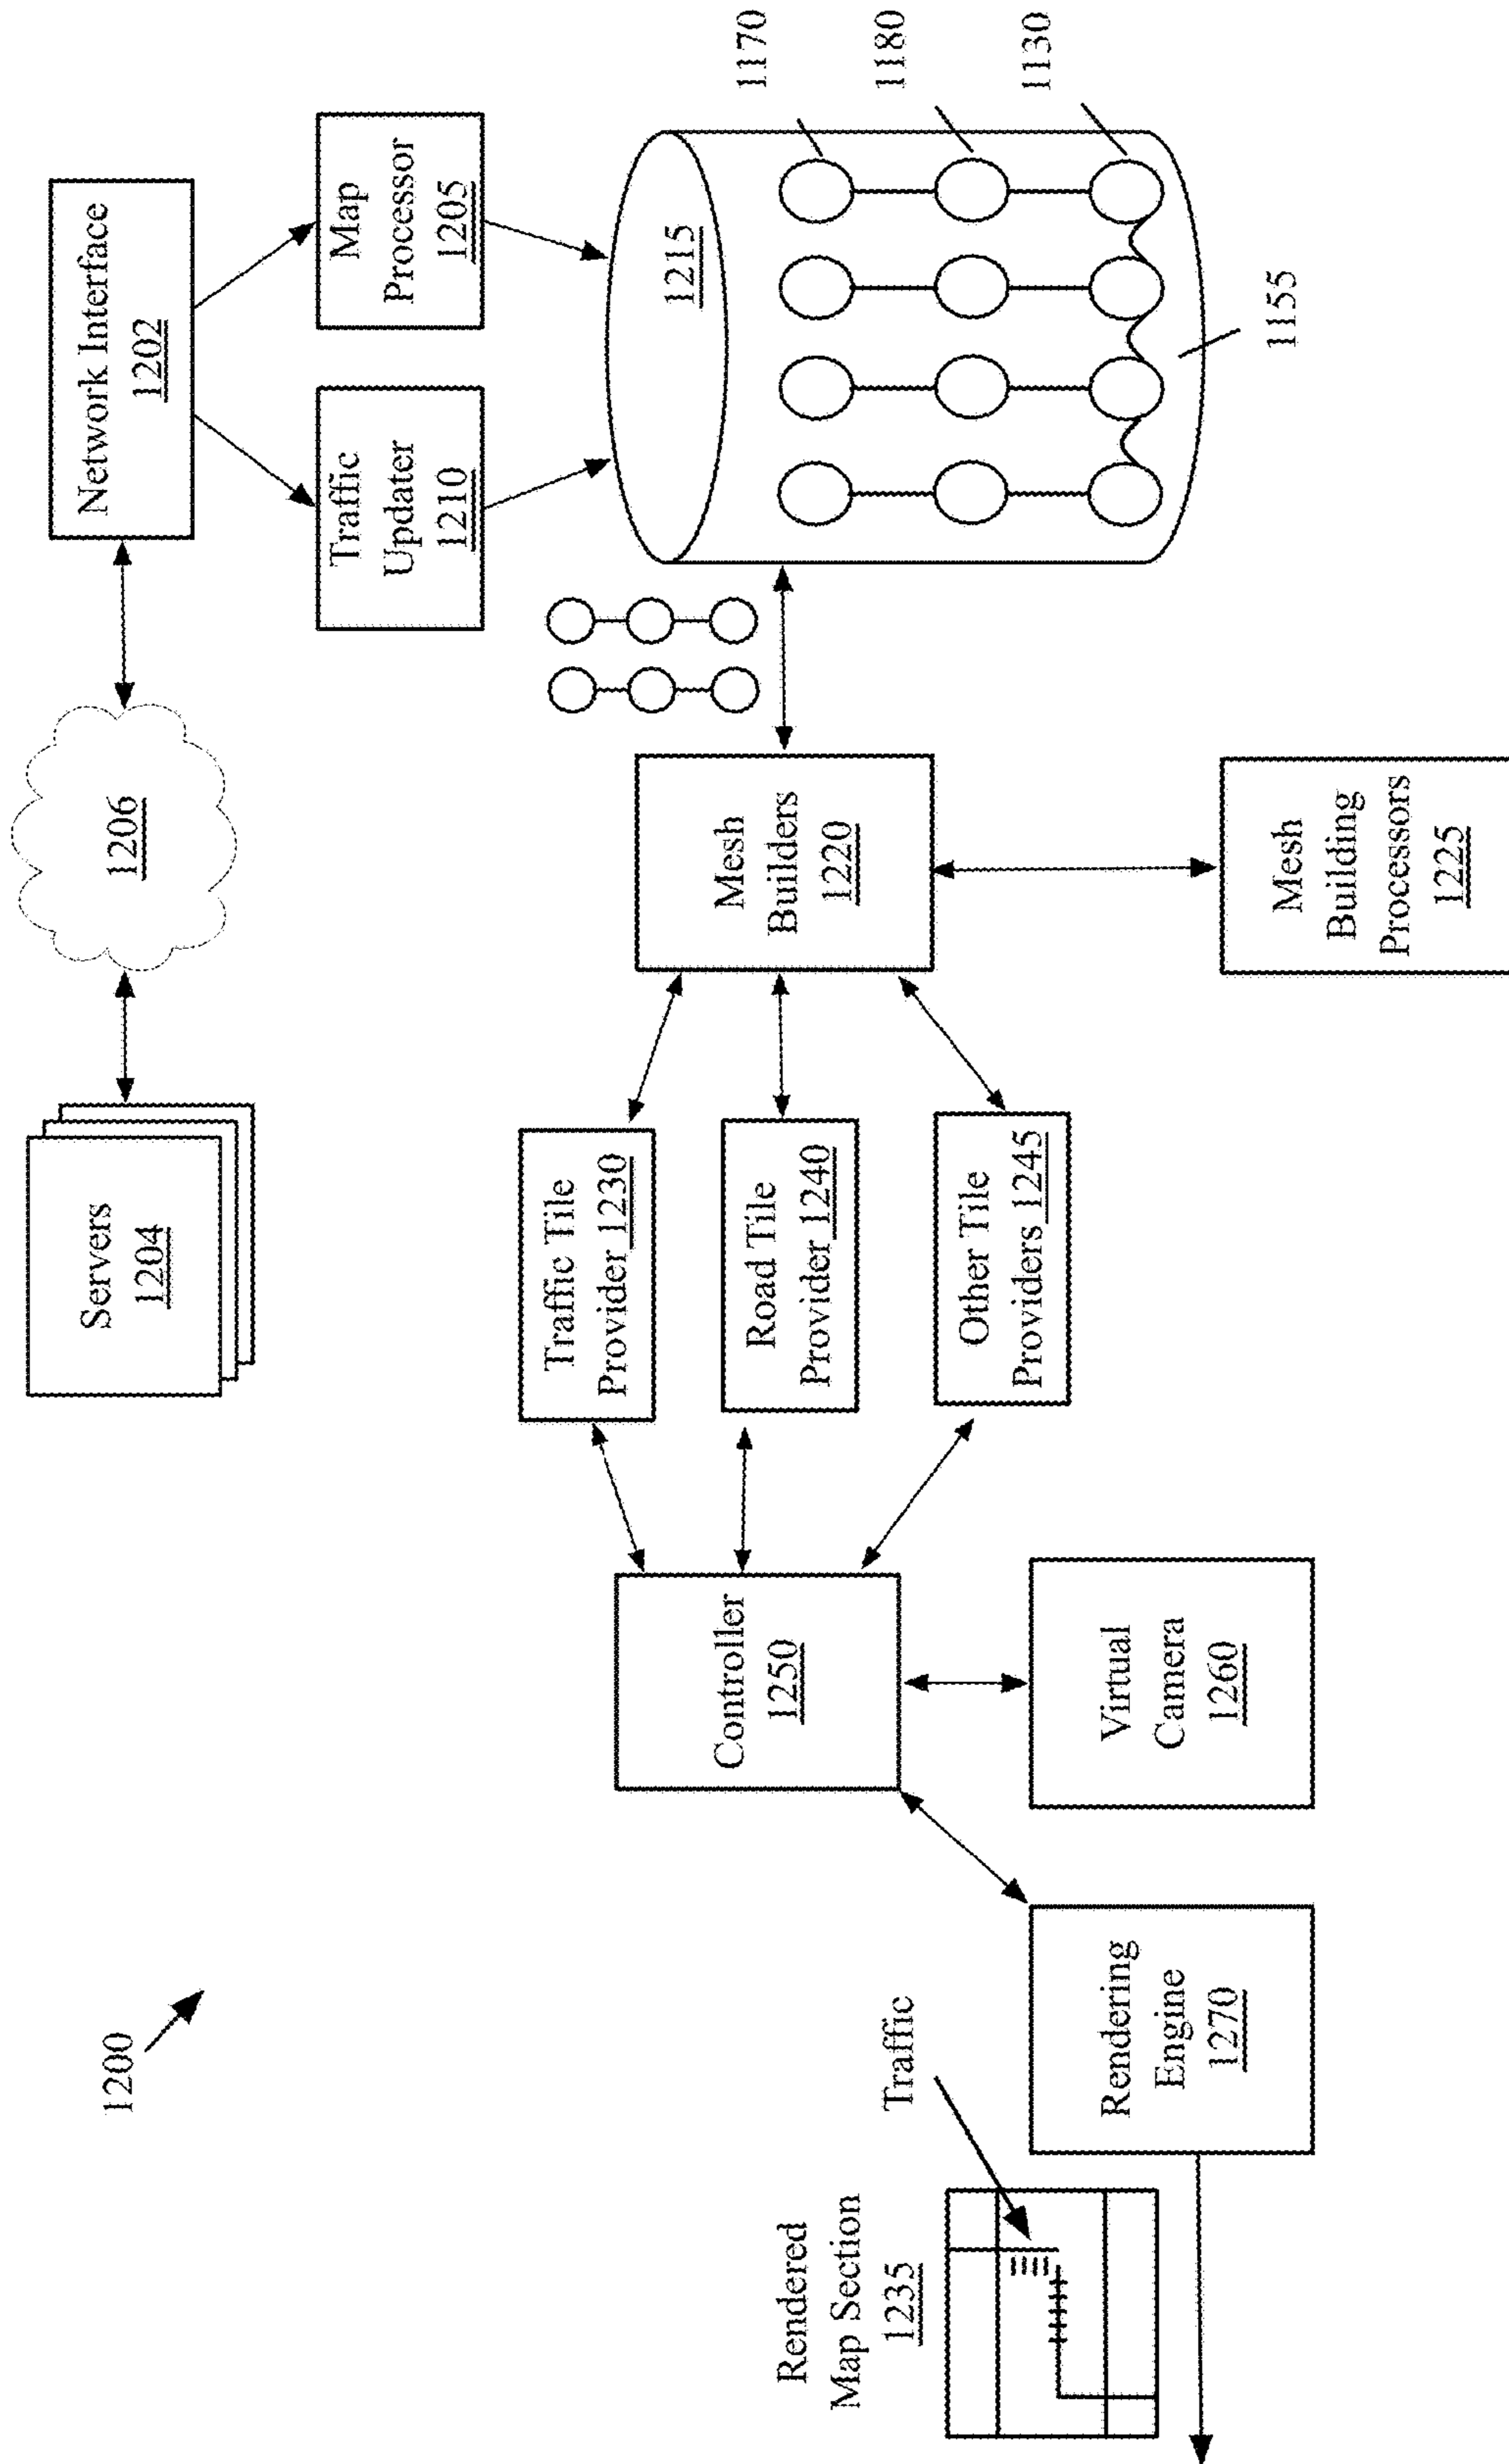 1200
Servers
1204
1206
Network Interface
1202
Traffic
Updater
1210
Map
Processor
1205
1215
1170
1180
1130
1155
Mesh
Builders
1220
Mesh
Building
Processors
1225
Traffic Tile
Provider 1230
Road Tile
Provider 1240
Other Tile
Providers 1245
Controller
1250
Virtual
Camera
1260
Rendering
Engine
1270
Traffic
Rendered
Map Section
1235